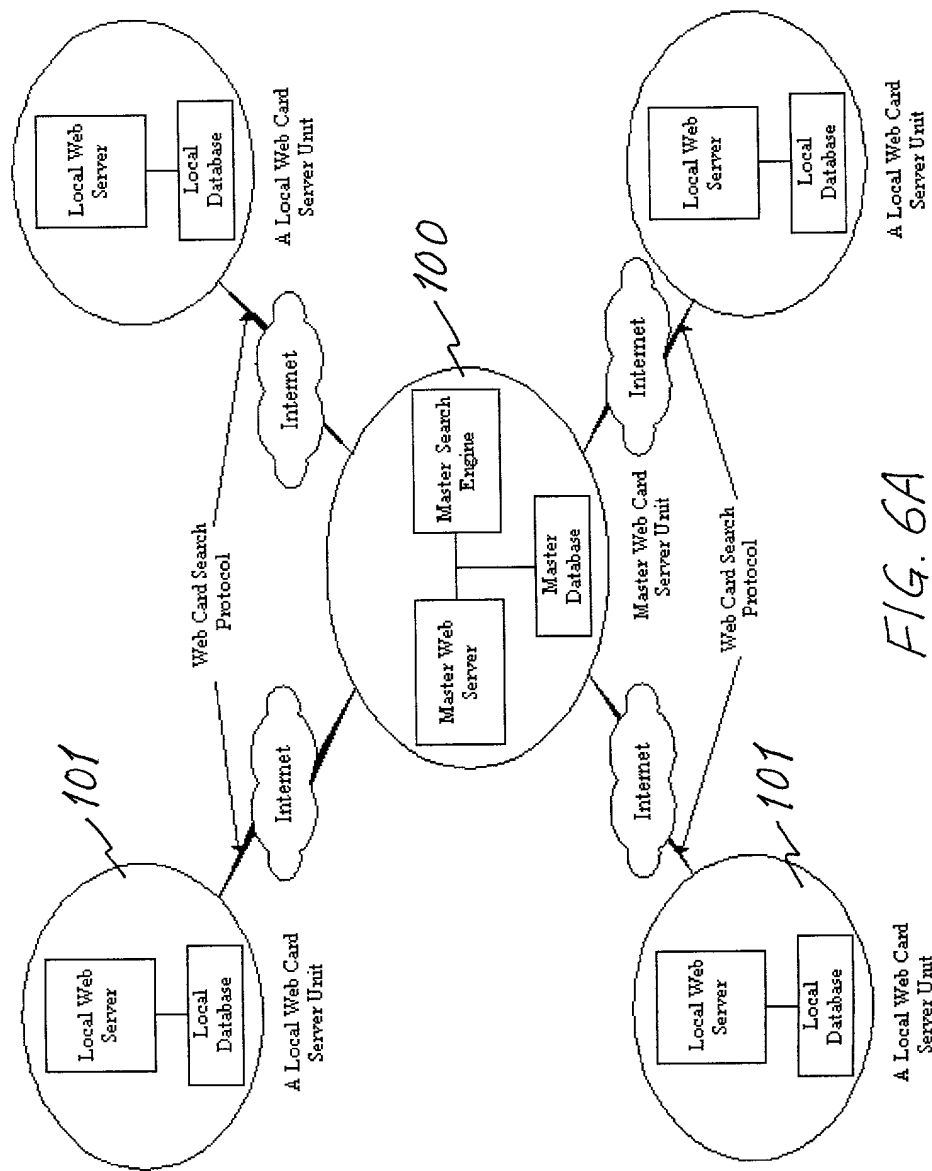 Local Web
Server
Local
Database
A Local Web Card
Server Unit
101
Local Web
Server
Local
Database
A Local Web Card
Server Unit
Web Card Search
Protocol
Internet
Internet
100
Master Web
Server
Master Search
Engine
Master
Database
Master Web Card
Server Unit
Internet
Internet
Web Card Search
Protocol
Local Web
Server
Local
Database
A Local Web Card
Server Unit
101
Local Web
Server
Local
Database
A Local Web Card
Server Unit
FIG. 6A